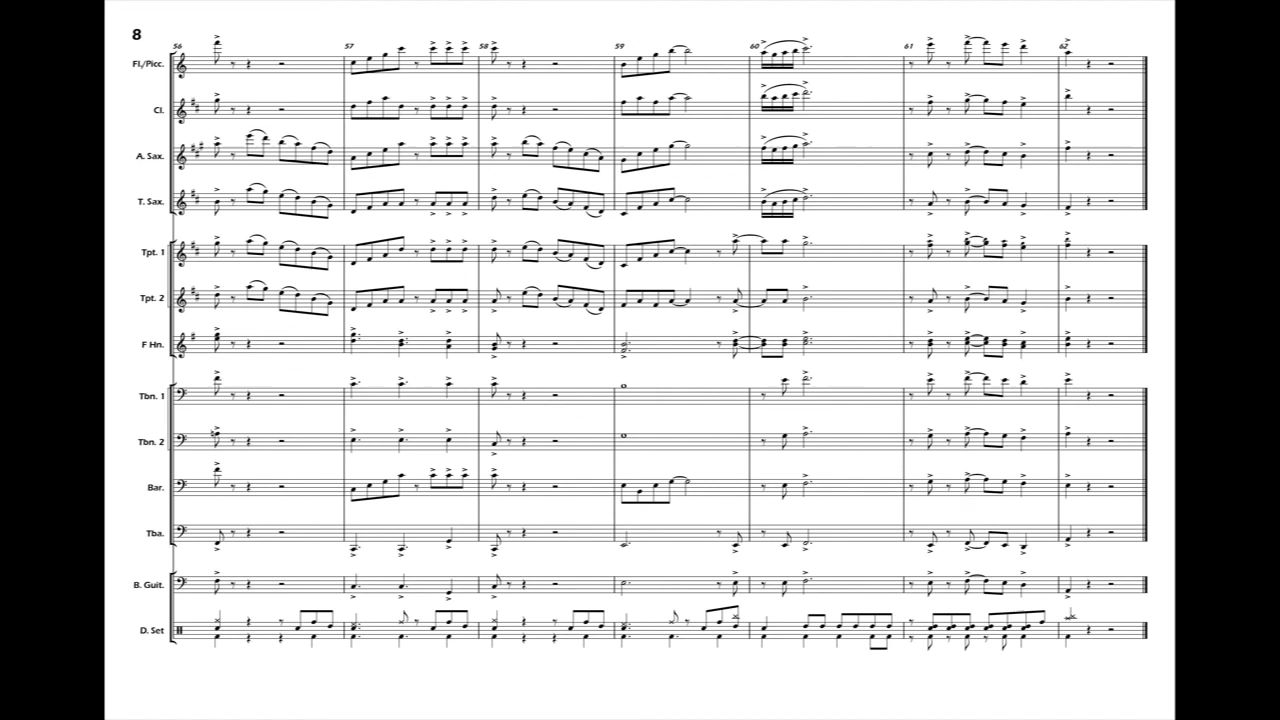 8
56 57 58 59 60 61 62
Fl./Picc.
Cl.
A. Sax.
T. Sax.
Tpt. 1
Tpt. 2
F Hn.
Tbn. 1
Tbn. 2
Bar.
Tba.
B. Guit.
D. Set